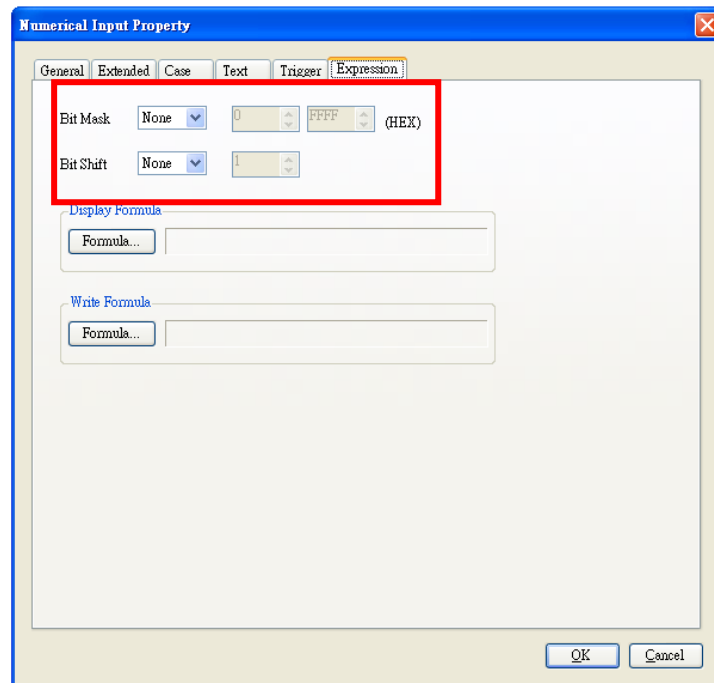 Numerical Input Property
General Extended Case Text Trigger Expression
Bit Mask None 0 FFFF (HEX)
Bit Shift None 1
Display Formula
Formula...
Write Formula
Formula...
OK Cancel